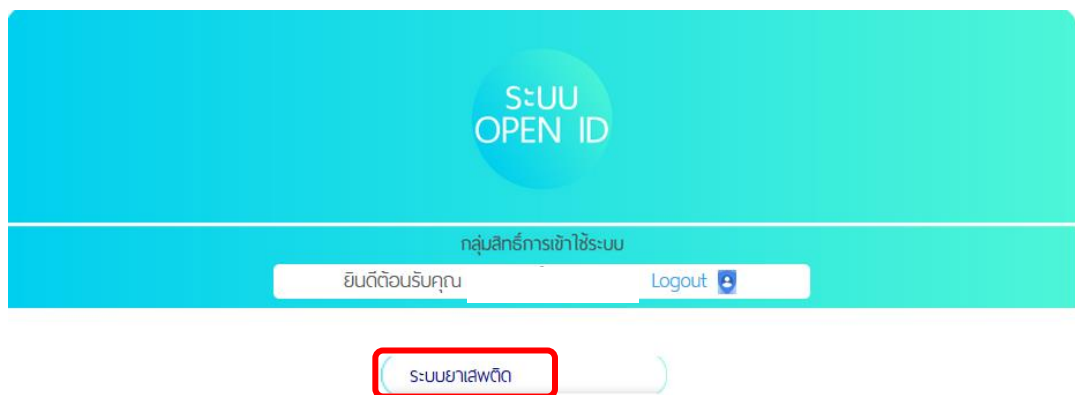 ระบบ
OPEN ID
กลุ่มสิทธิ์การเข้าใช้ระบบ
ยินดีต้อนรับคุณ Logout
ระบบยาเสพติด